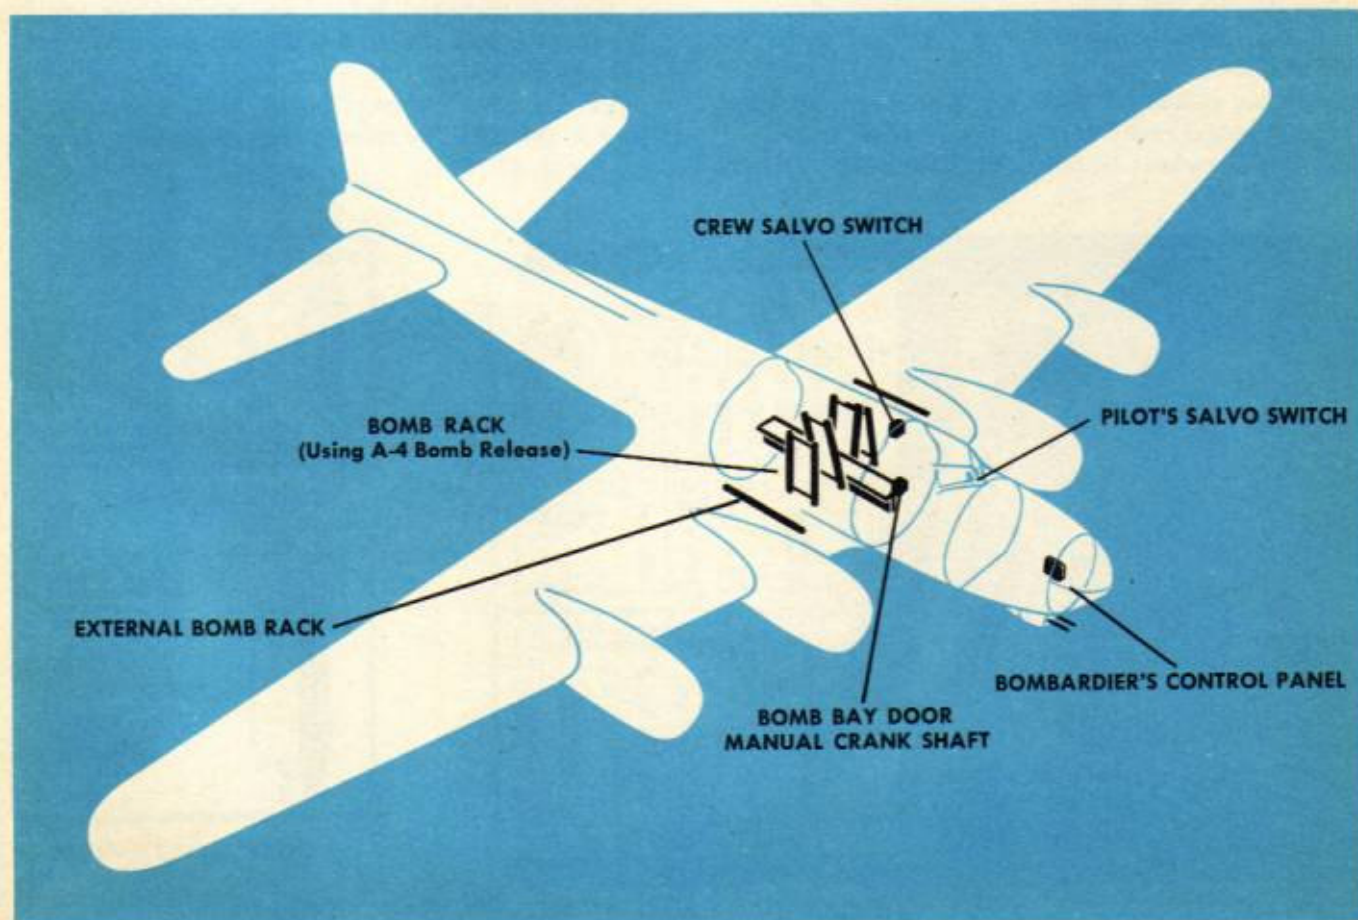 CREW SALVO SWITCH
PILOT'S SALVO SWITCH
BOMB RACK
(Using A-4 Bomb Release)
EXTERNAL BOMB RACK
BOMBARDIER'S CONTROL PANEL
BOMB BAY DOOR
MANUAL CRANK SHAFT